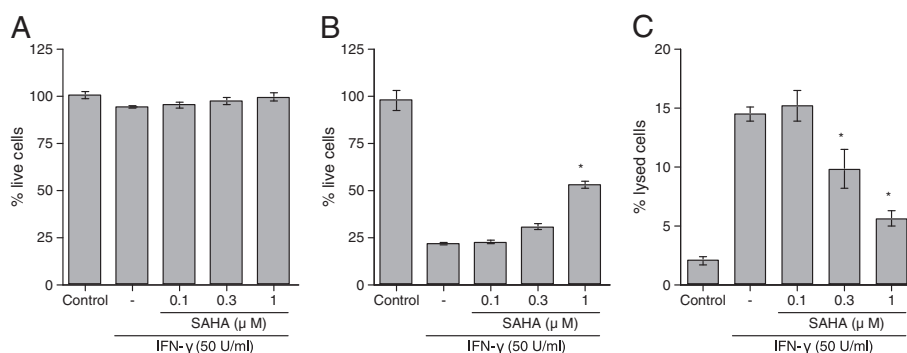 A
B
C
125
100
75
50
25
0
% live cells
Control
-
0.1
0.3
1
SAHA (μ M)
IFN-γ (50 U/ml)
125
100
75
50
25
0
% live cells
*
Control
-
0.1
0.3
1
SAHA (μ M)
IFN-γ (50 U/ml)
20
15
10
5
0
% lysed cells
*
*
Control
-
0.1
0.3
1
SAHA (μ M)
IFN-γ (50 U/ml)